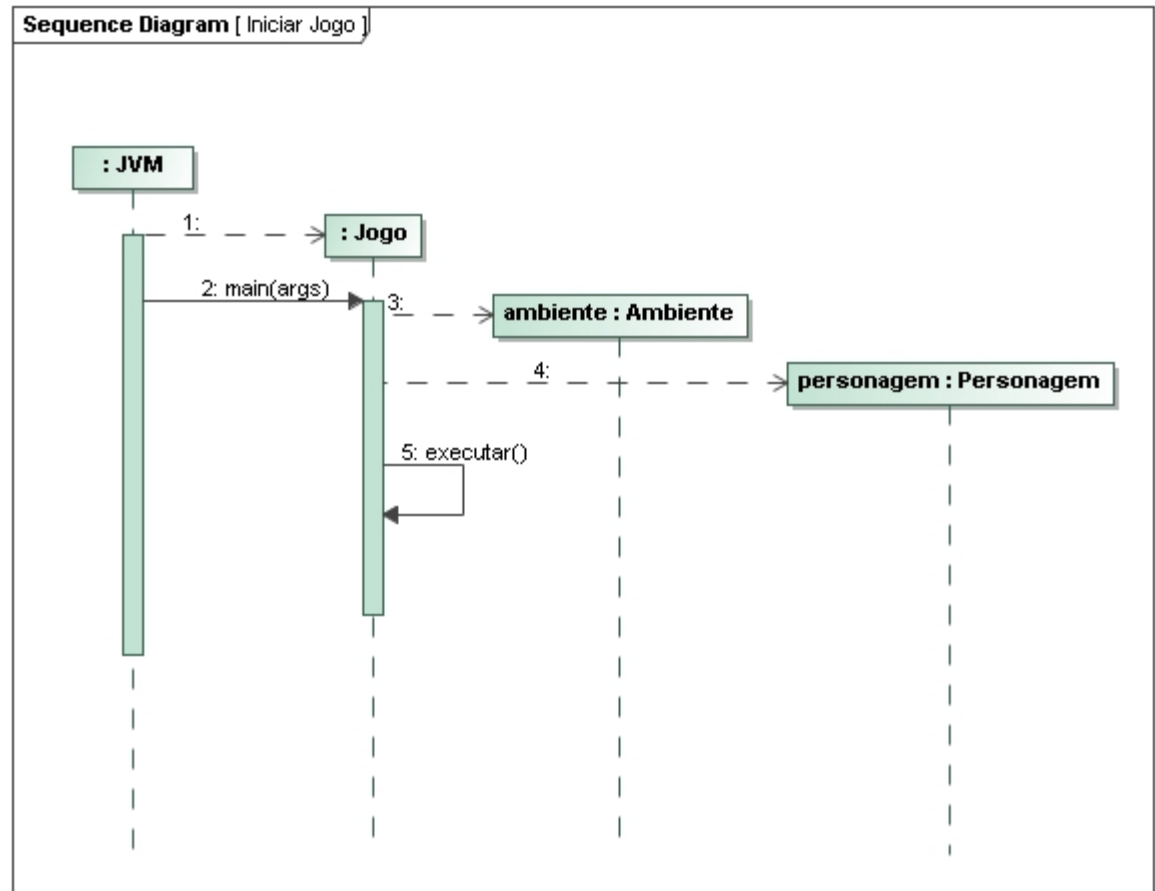 Sequence Diagram [ Iniciar Jogo ]
: JVM
1:
: Jogo
2: main(args)
3:
ambiente : Ambiente
4:
personagem : Personagem
5: executar()